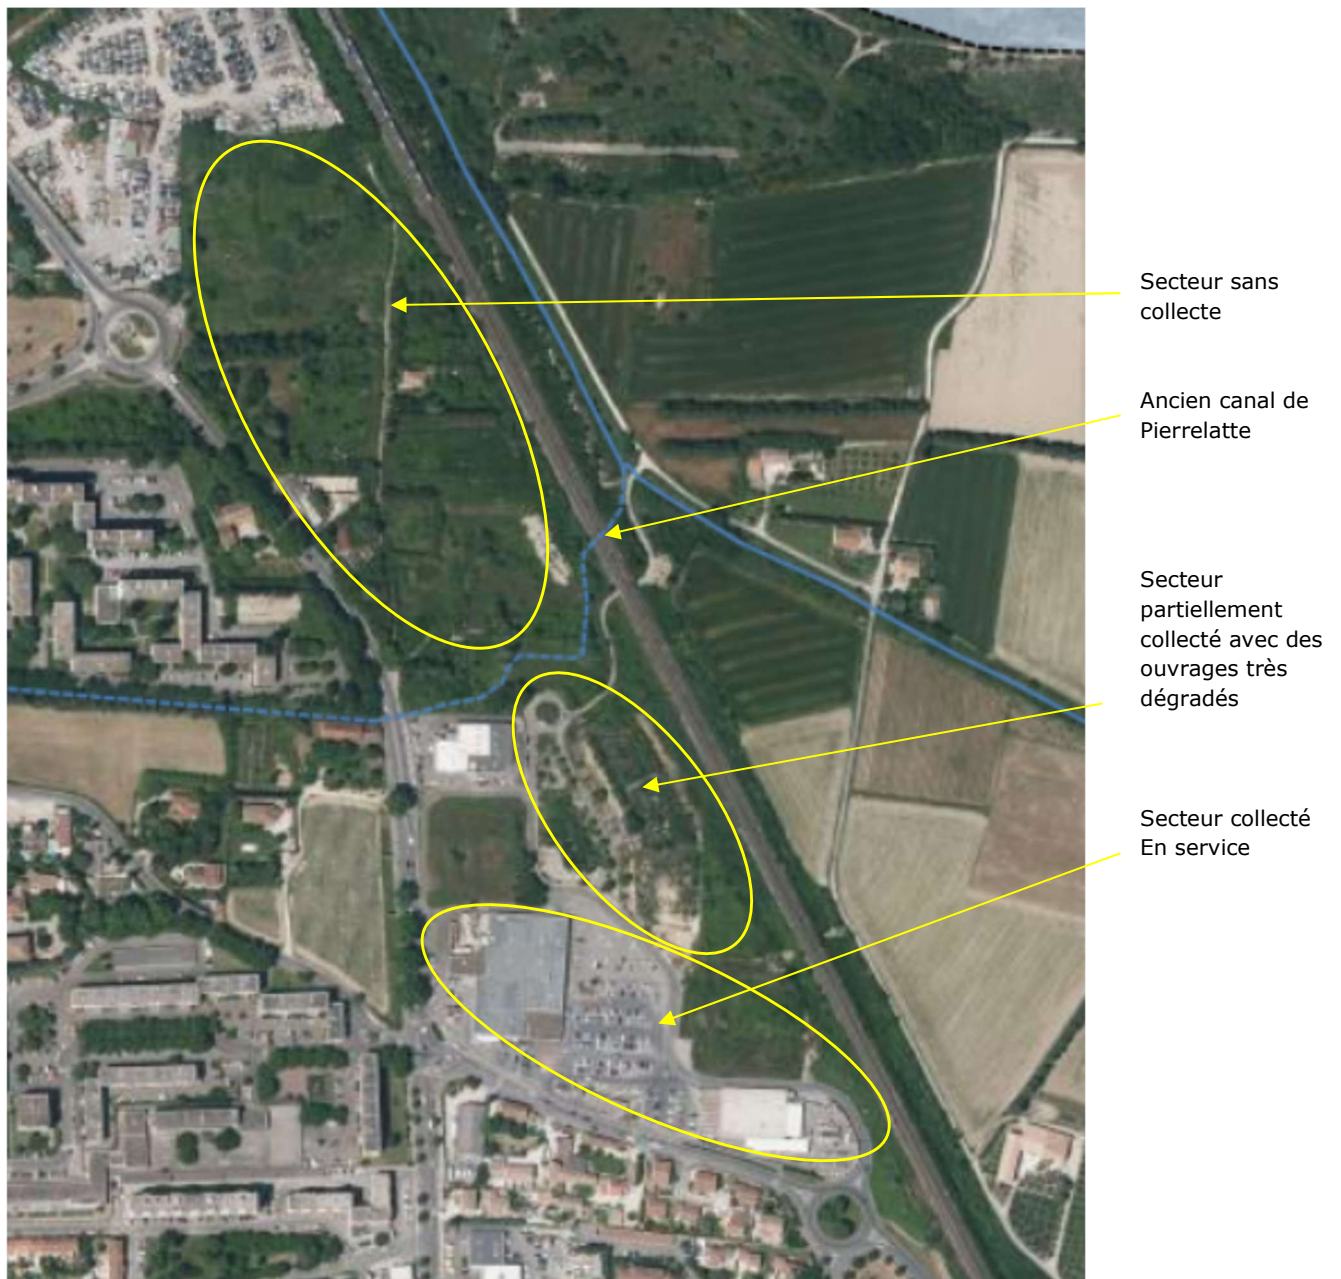 Secteur sans
collecte
Ancien canal de
Pierrelatte
Secteur
partiellement
collecté avec des
ouvrages très
dégradés
Secteur collecté
En service